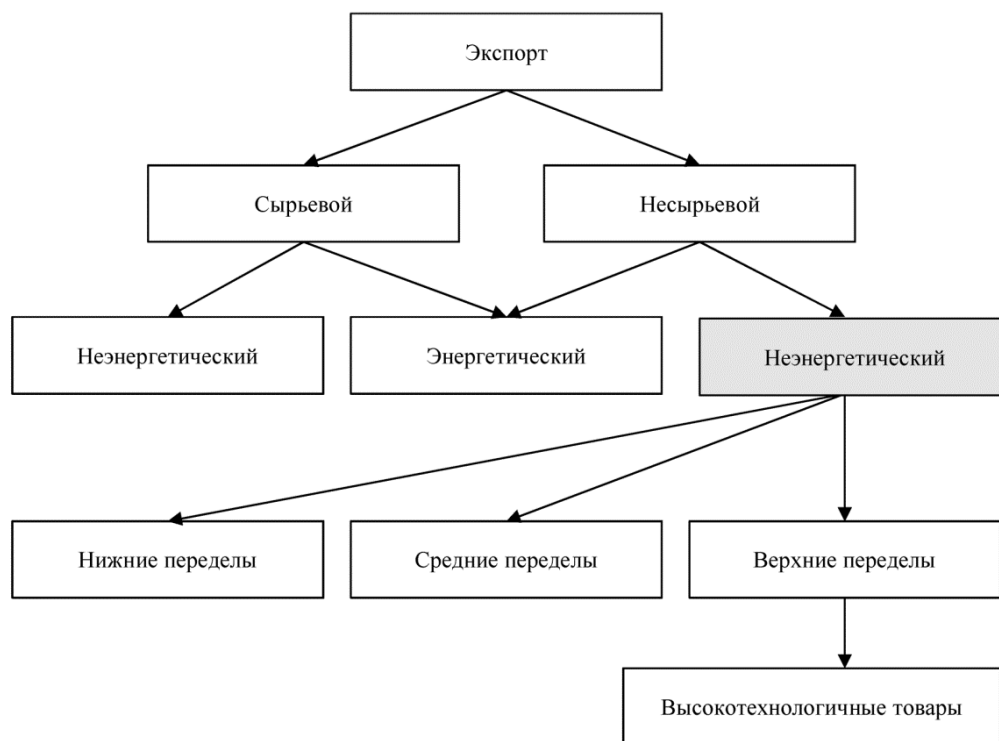 Экспорт
Сырьевой
Несырьевой
Неэнергетический
Энергетический
Неэнергетический
Нижние переделы
Средние переделы
Верхние переделы
Высокотехнологичные товары